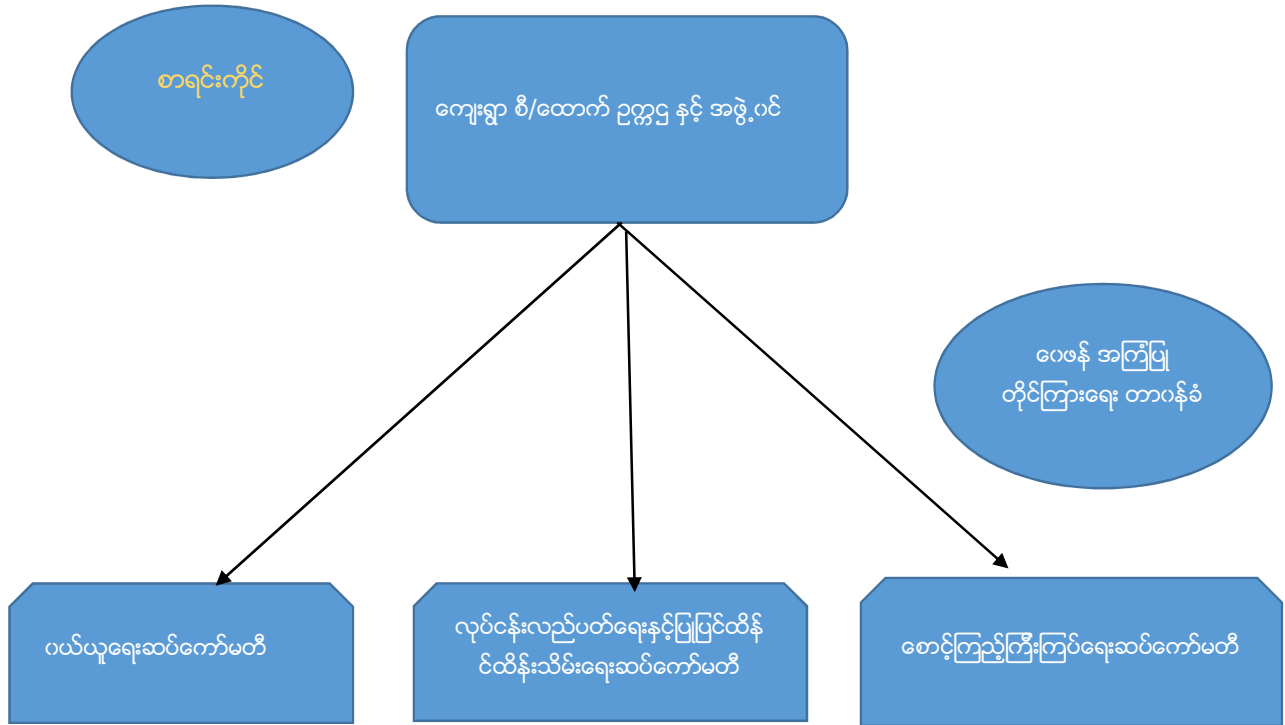 စာရင်းကိုင်
ကျေးရွာ စီ/ထောက် ဥက္ကဌ နှင့် အဖွဲ့ဝင်
ဝေဖန် အကြံပြု
တိုင်ကြားရေး တာဝန်ခံ
ဝယ်ယူရေးဆပ်ကော်မတီ
လုပ်ငန်းလည်ပတ်ရေးနှင့်ပြုပြင်ထိန်
င်ထိန်းသိမ်းရေးဆပ်ကော်မတီ
စောင့်ကြည့်ကြီးကြပ်ရေးဆပ်ကော်မတီ